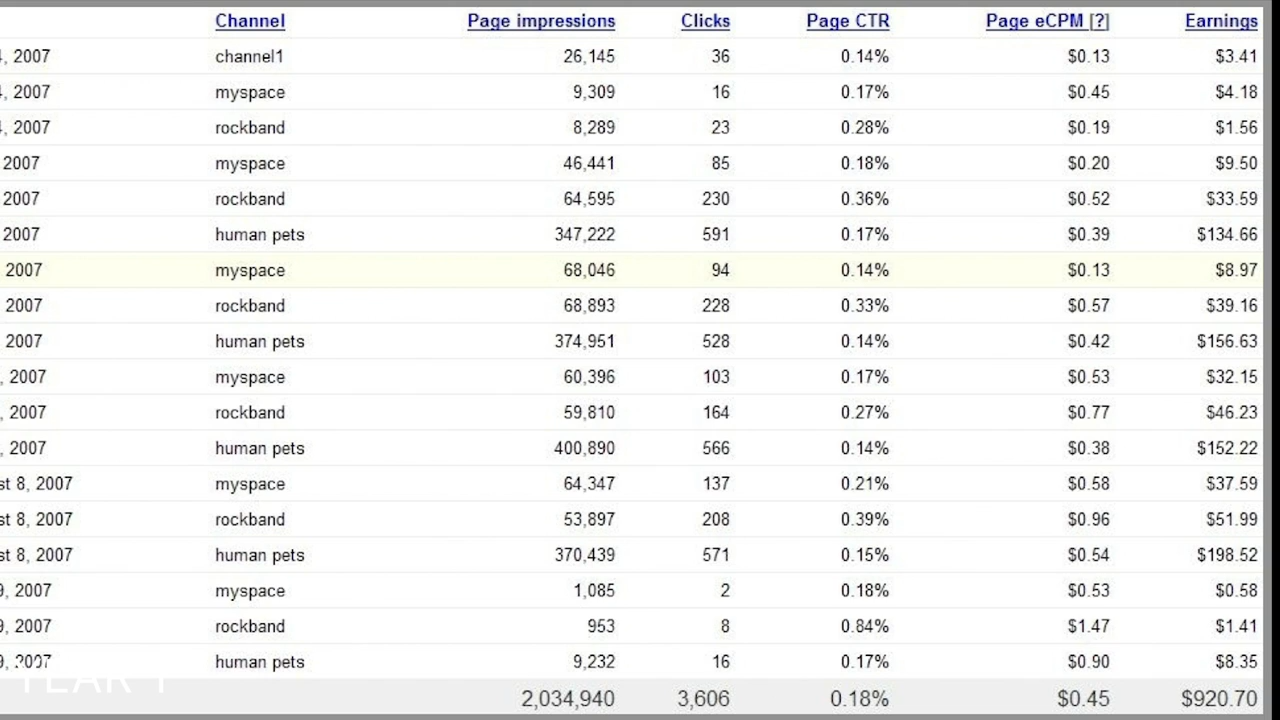 Channel Page impressions Clicks Page CTR Page eCPM [?] Earnings
4, 2007 channel1 26,145 36 0.14% $0.13 $3.41
4, 2007 myspace 9,309 16 0.17% $0.45 $4.18
4, 2007 rockband 8,289 23 0.28% $0.19 $1.56
2007 myspace 46,441 85 0.18% $0.20 $9.50
2007 rockband 64,595 230 0.36% $0.52 $33.59
2007 human pets 347,222 591 0.17% $0.39 $134.66
2007 myspace 68,046 94 0.14% $0.13 $8.97
2007 rockband 68,893 228 0.33% $0.57 $39.16
2007 human pets 374,951 528 0.14% $0.42 $156.63
, 2007 myspace 60,396 103 0.17% $0.53 $32.15
, 2007 rockband 59,810 164 0.27% $0.77 $46.23
, 2007 human pets 400,890 566 0.14% $0.38 $152.22
st 8, 2007 myspace 64,347 137 0.21% $0.58 $37.59
st 8, 2007 rockband 53,897 208 0.39% $0.96 $51.99
st 8, 2007 human pets 370,439 571 0.15% $0.54 $198.52
9, 2007 myspace 1,085 2 0.18% $0.53 $0.58
9, 2007 rockband 953 8 0.84% $1.47 $1.41
9, 2007 human pets 9,232 16 0.17% $0.90 $8.35
YEAR 1
2,034,940 3,606 0.18% $0.45 $920.70